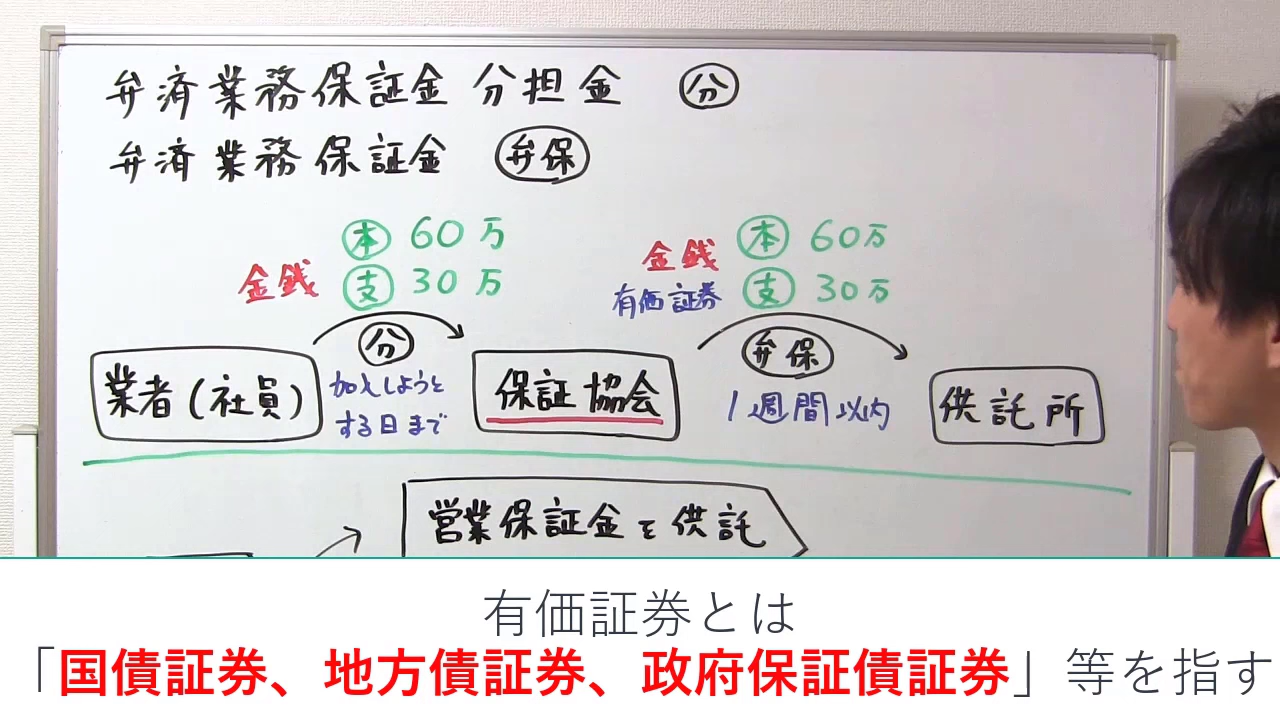 弁済業務保証金分担金 分
弁済業務保証金 弁保
本 60万
金銭 支 30万
分
加入しようと
する日まで
金銭 本 60万
有価証券 支 30万
弁保
1週間以内
業者(社員)
保証協会
供託所
営業保証金を供託
有価証券とは
「国債証券、地方債証券、政府保証債証券」等を指す